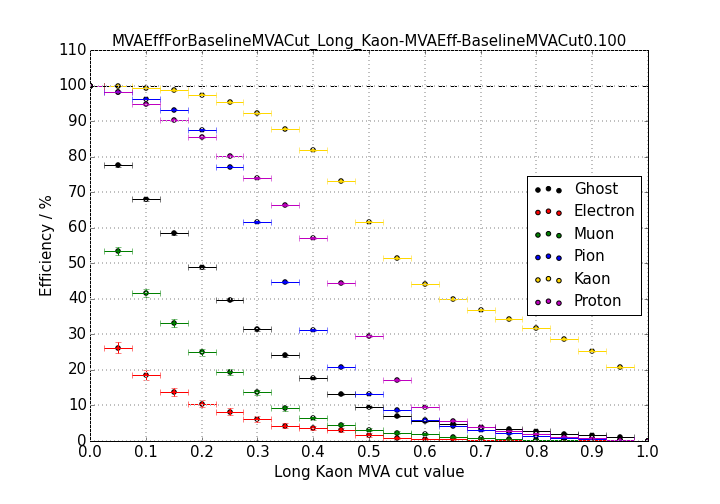 MVAEffForBaselineMVACut_Long_Kaon-MVAEff-BaselineMVACut0.100
110
100
90
80
70
60
50
40
30
20
10
0
Efficiency / %
Ghost
Electron
Muon
Pion
Kaon
Proton
0.0 0.1 0.2 0.3 0.4 0.5 0.6 0.7 0.8 0.9 1.0
Long Kaon MVA cut value